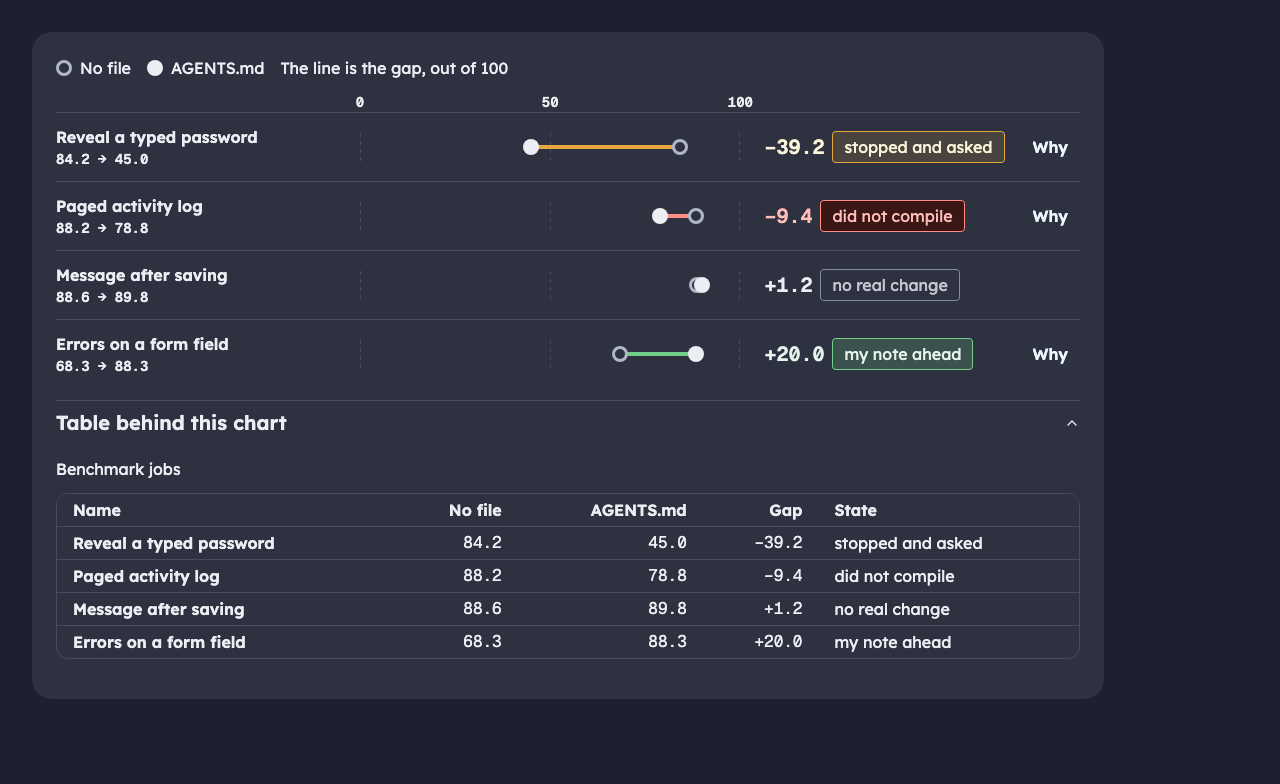 No file AGENTS.md The line is the gap, out of 100
0 50 100
Reveal a typed password
84.2 → 45.0
−39.2 stopped and asked Why
Paged activity log
88.2 → 78.8
−9.4 did not compile Why
Message after saving
88.6 → 89.8
+1.2 no real change
Errors on a form field
68.3 → 88.3
+20.0 my note ahead Why
Table behind this chart
Benchmark jobs
Name No file AGENTS.md Gap State
Reveal a typed password 84.2 45.0 −39.2 stopped and asked
Paged activity log 88.2 78.8 −9.4 did not compile
Message after saving 88.6 89.8 +1.2 no real change
Errors on a form field 68.3 88.3 +20.0 my note ahead